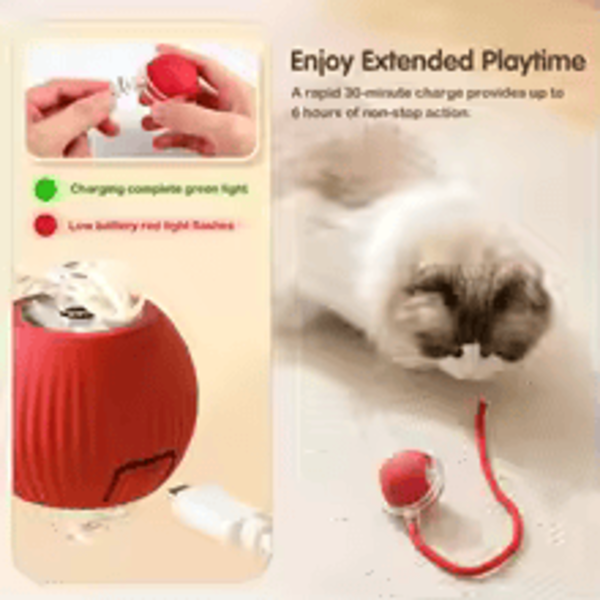 Enjoy Extended Playtime
A rapid 30-minute charge provides up to
6 hours of non-stop action.
Charging complete green light
Low battery red light flashes